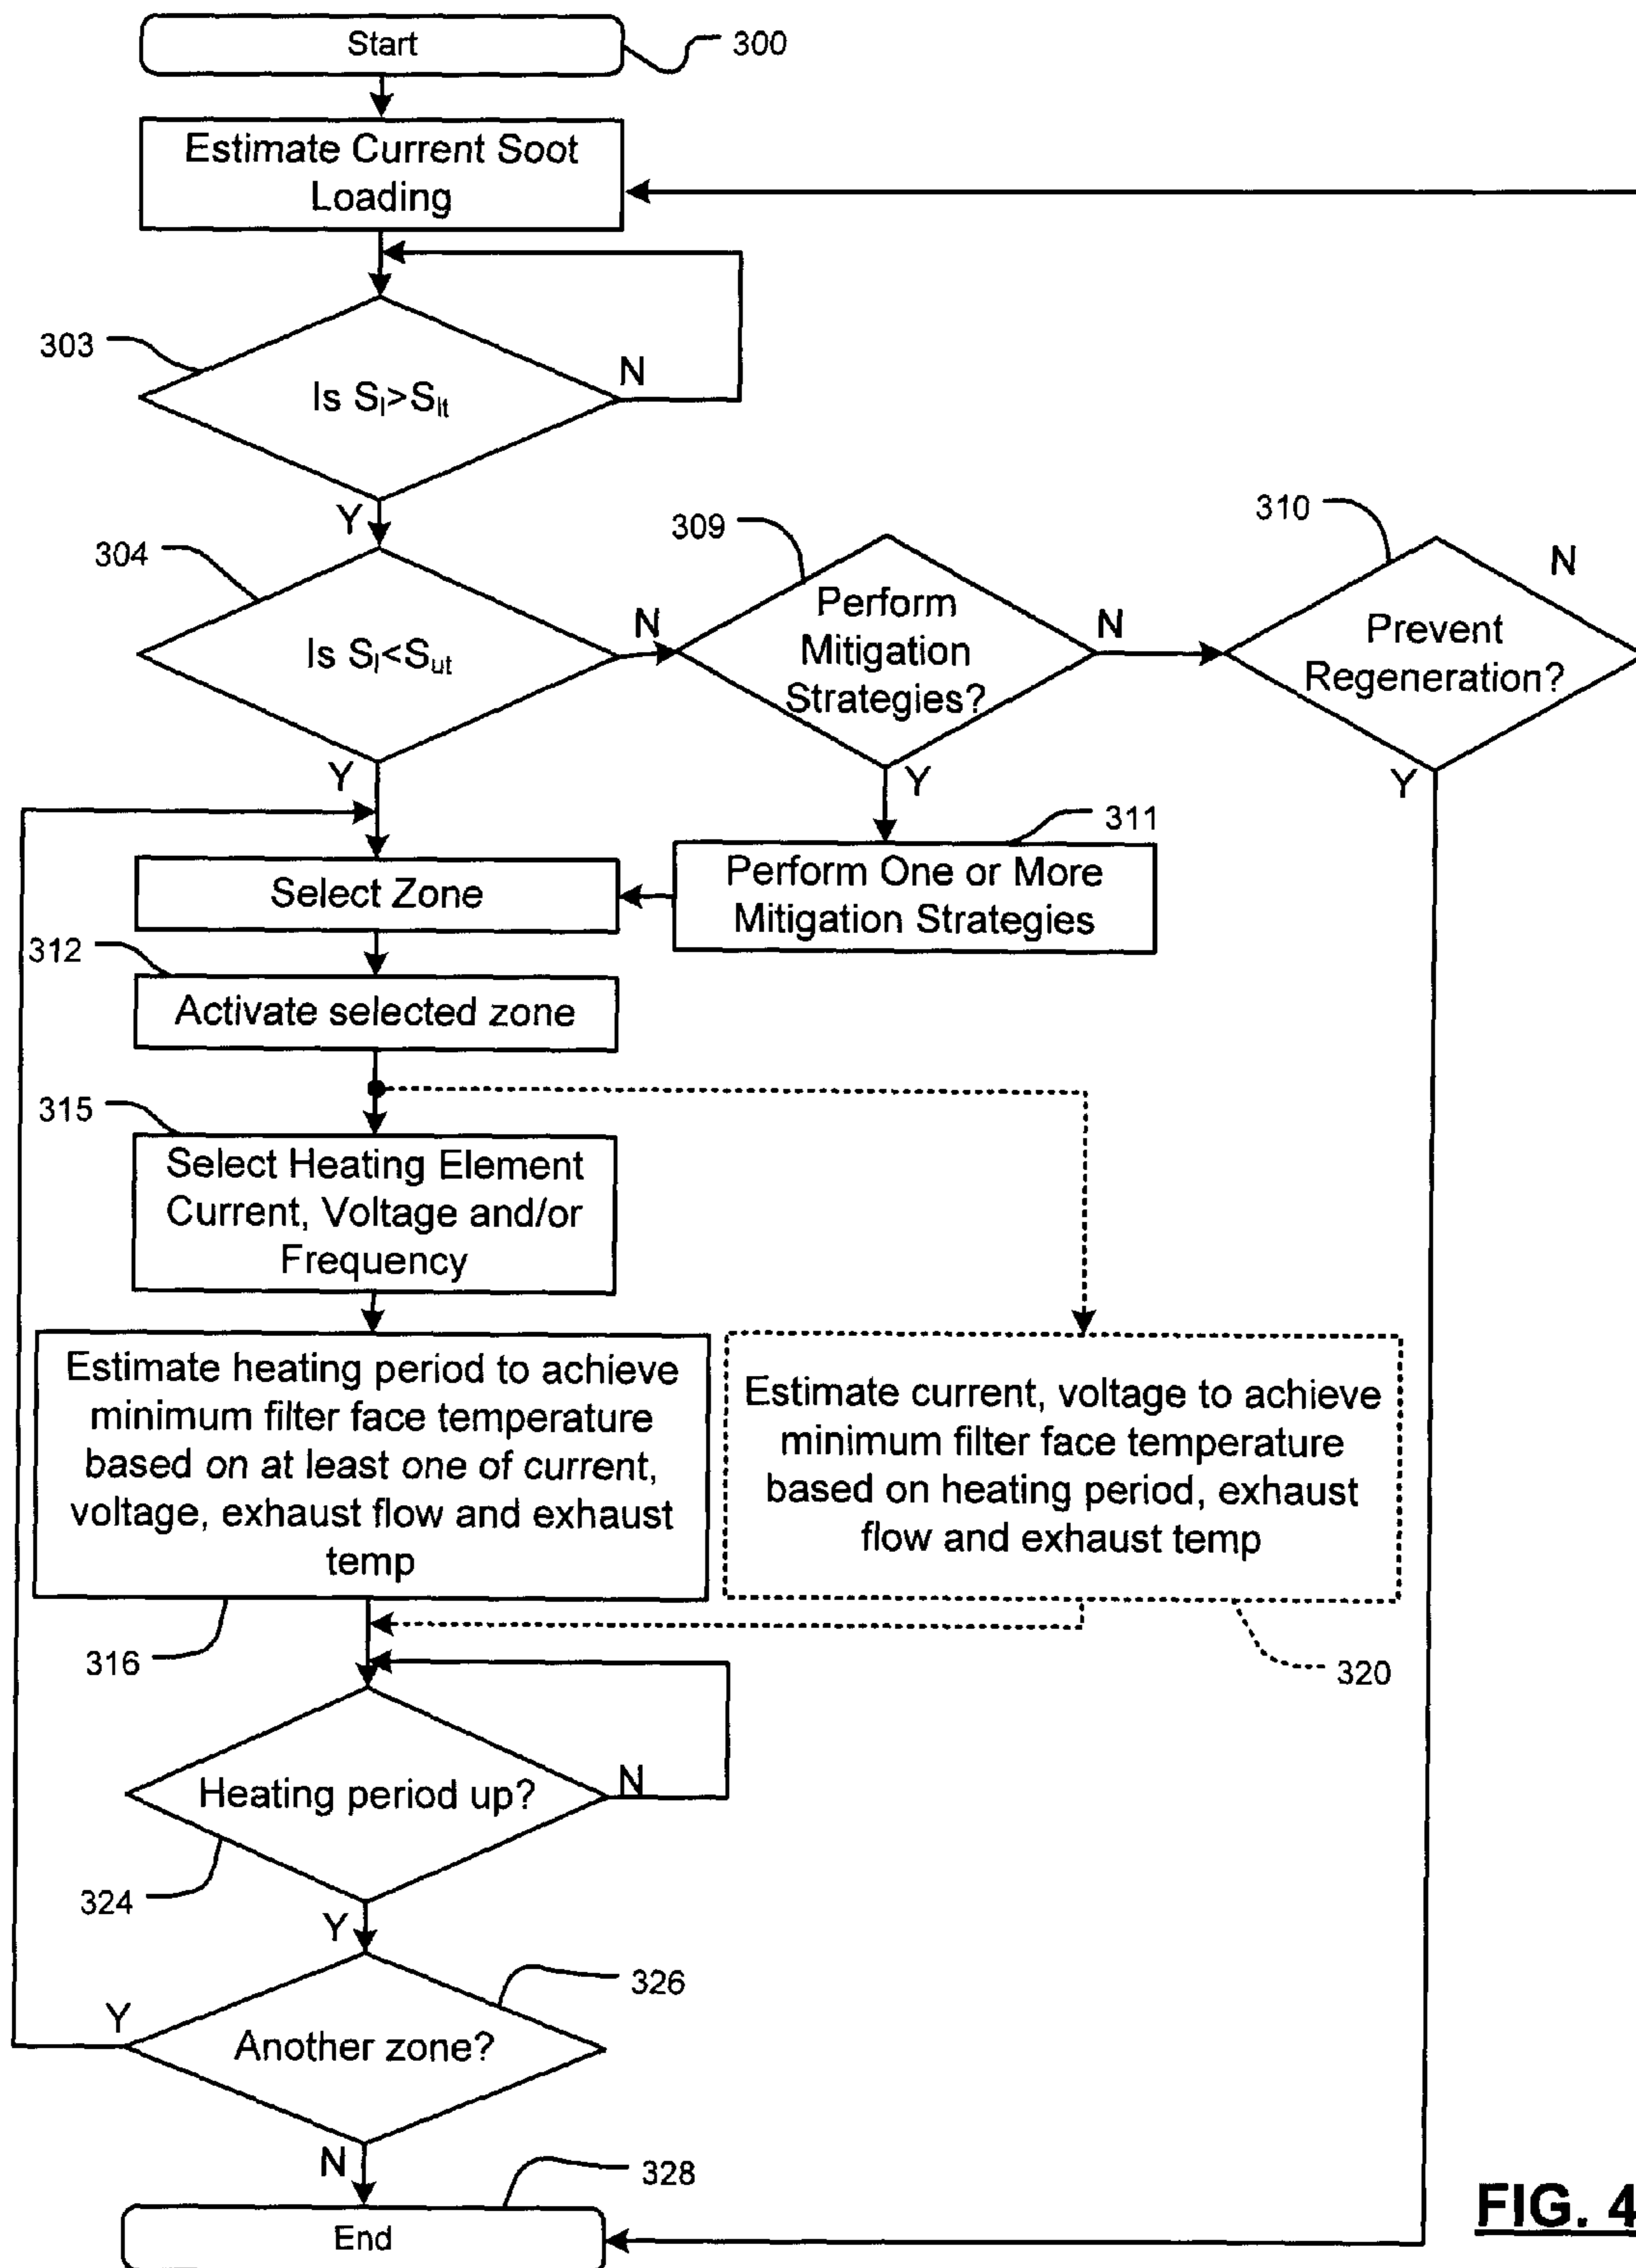 Start
300
Estimate Current Soot
Loading
303
Is Sl>Slt
N
Y
304
Is Sl<Sut
N
Y
309
Perform
Mitigation
Strategies?
N
Y
310
N
Prevent
Regeneration?
Y
311
Perform One or More
Mitigation Strategies
Select Zone
312
Activate selected zone
315
Select Heating Element
Current, Voltage and/or
Frequency
Estimate heating period to achieve
minimum filter face temperature
based on at least one of current,
voltage, exhaust flow and exhaust
temp
316
Estimate current, voltage to achieve
minimum filter face temperature
based on heating period, exhaust
flow and exhaust temp
320
Heating period up?
N
324
Y
326
Y
Another zone?
N
328
End
FIG. 4